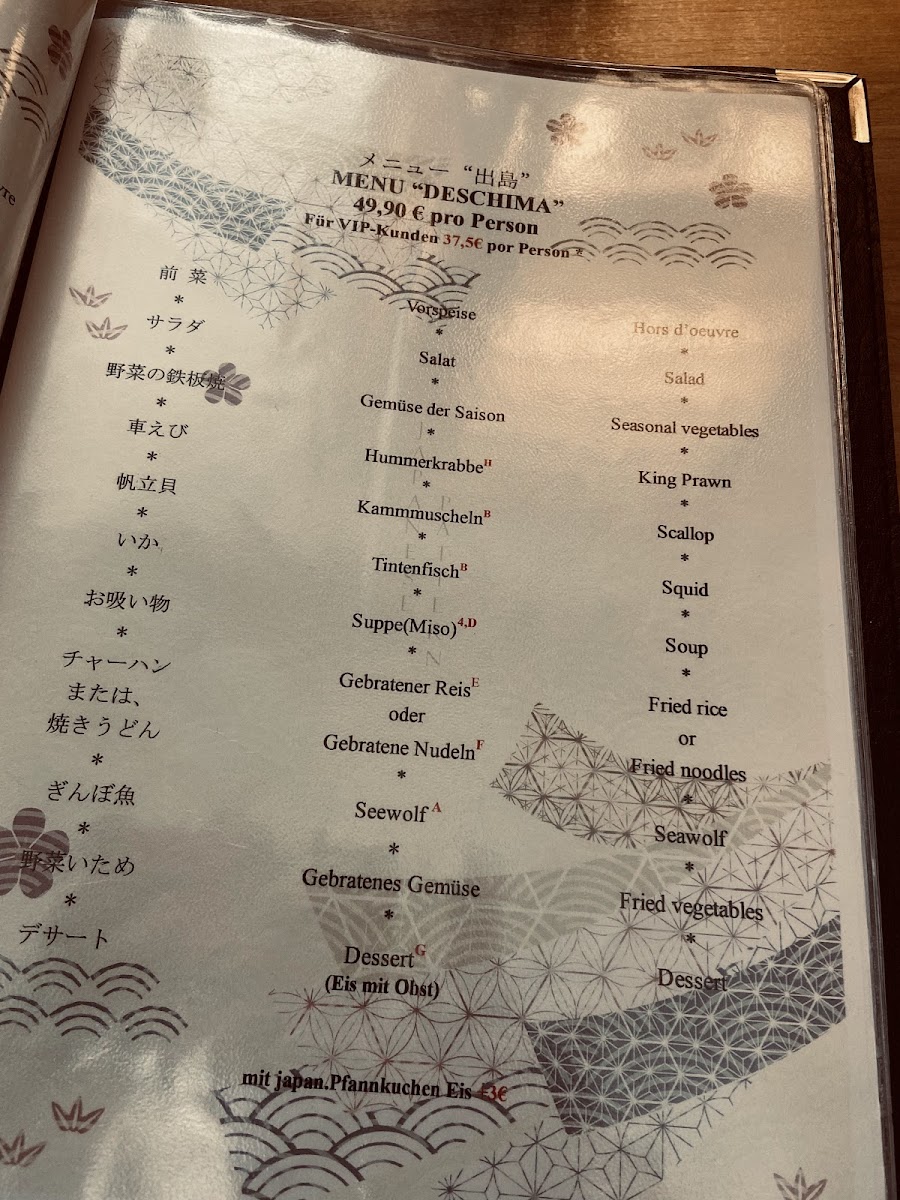 メニュー “出島”
MENU “DESCHIMA”
49,90 € pro Person
Für VIP-Kunden 37,5€ por Person *
前 菜
*
サラダ
*
野菜の鉄板焼
*
車えび
*
帆立貝
*
いか
*
お吸い物
*
チャーハン
または、
焼きうどん
*
ぎんぼ魚
*
野菜いため
*
デサート
Vorspeise
*
Salat
*
Gemüse der Saison
*
Hummerkrabbe H
*
Kammmuscheln B
*
Tintenfisch B
*
Suppe(Miso) 4,D
*
Gebratener Reis E
oder
Gebratene Nudeln F
*
Seewolf A
*
Gebratenes Gemüse
*
Dessert G
(Eis mit Obst)
Hors d’oeuvre
*
Salad
*
Seasonal vegetables
*
King Prawn
*
Scallop
*
Squid
*
Soup
*
Fried rice
or
Fried noodles
*
Seawolf
*
Fried vegetables
*
Dessert
mit japan.Pfannkuchen Eis +3€